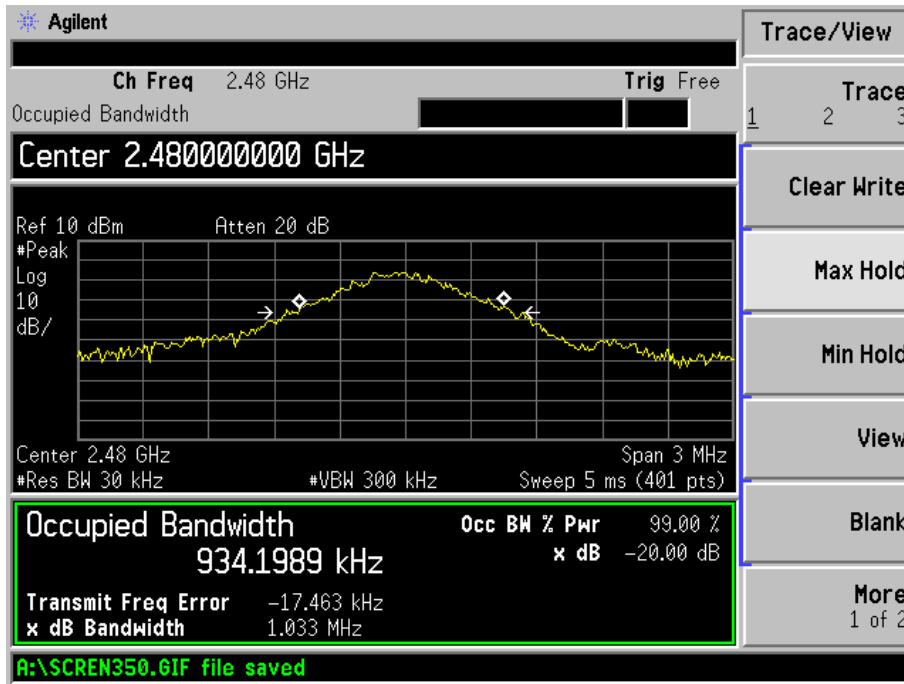 Agilent
Trace/View
Ch Freq 2.48 GHz Trig Free
Occupied Bandwidth
Trace
1 2 3
Center 2.480000000 GHz
Clear Write
Ref 10 dBm Atten 20 dB
#Peak
Log
10
dB/
Max Hold
Min Hold
View
Center 2.48 GHz Span 3 MHz
#Res BW 30 kHz #VBW 300 kHz Sweep 5 ms (401 pts)
Occupied Bandwidth Occ BW % Pwr 99.00 %
934.1989 kHz x dB -20.00 dB
Blank
Transmit Freq Error -17.463 kHz
x dB Bandwidth 1.033 MHz
More
1 of 2
A:\SCREN350.GIF file saved